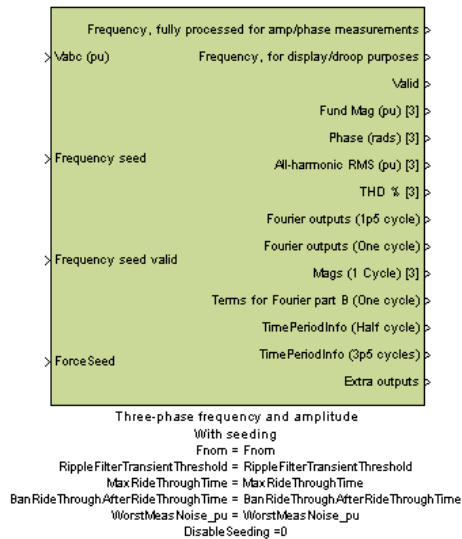 Frequency, fully processed for amp/phase measurements
Vabc (pu)
Frequency, for display/droop purposes
Valid
Fund Mag (pu) [3]
Phase (rads) [3]
Frequency seed
All-harmonic RMS (pu) [3]
THD % [3]
Fourier outputs (1p5 cycle)
Fourier outputs (One cycle)
Frequency seed valid
Mags (1 Cycle) [3]
Terms for Fourier part B (One cycle)
TimePeriodInfo (Half cycle)
TimePeriodInfo (3p5 cycles)
ForceSeed
Extra outputs
Three-phase frequency and amplitude
With seeding
Fnom = Fnom
RippleFilterTransientThreshold = RippleFilterTransientThreshold
MaxRideThroughTime = MaxRideThroughTime
BanRideThroughAfterRideThroughTime = BanRideThroughAfterRideThroughTime
WorstMeasNoise_pu = WorstMeasNoise_pu
DisableSeeding =0